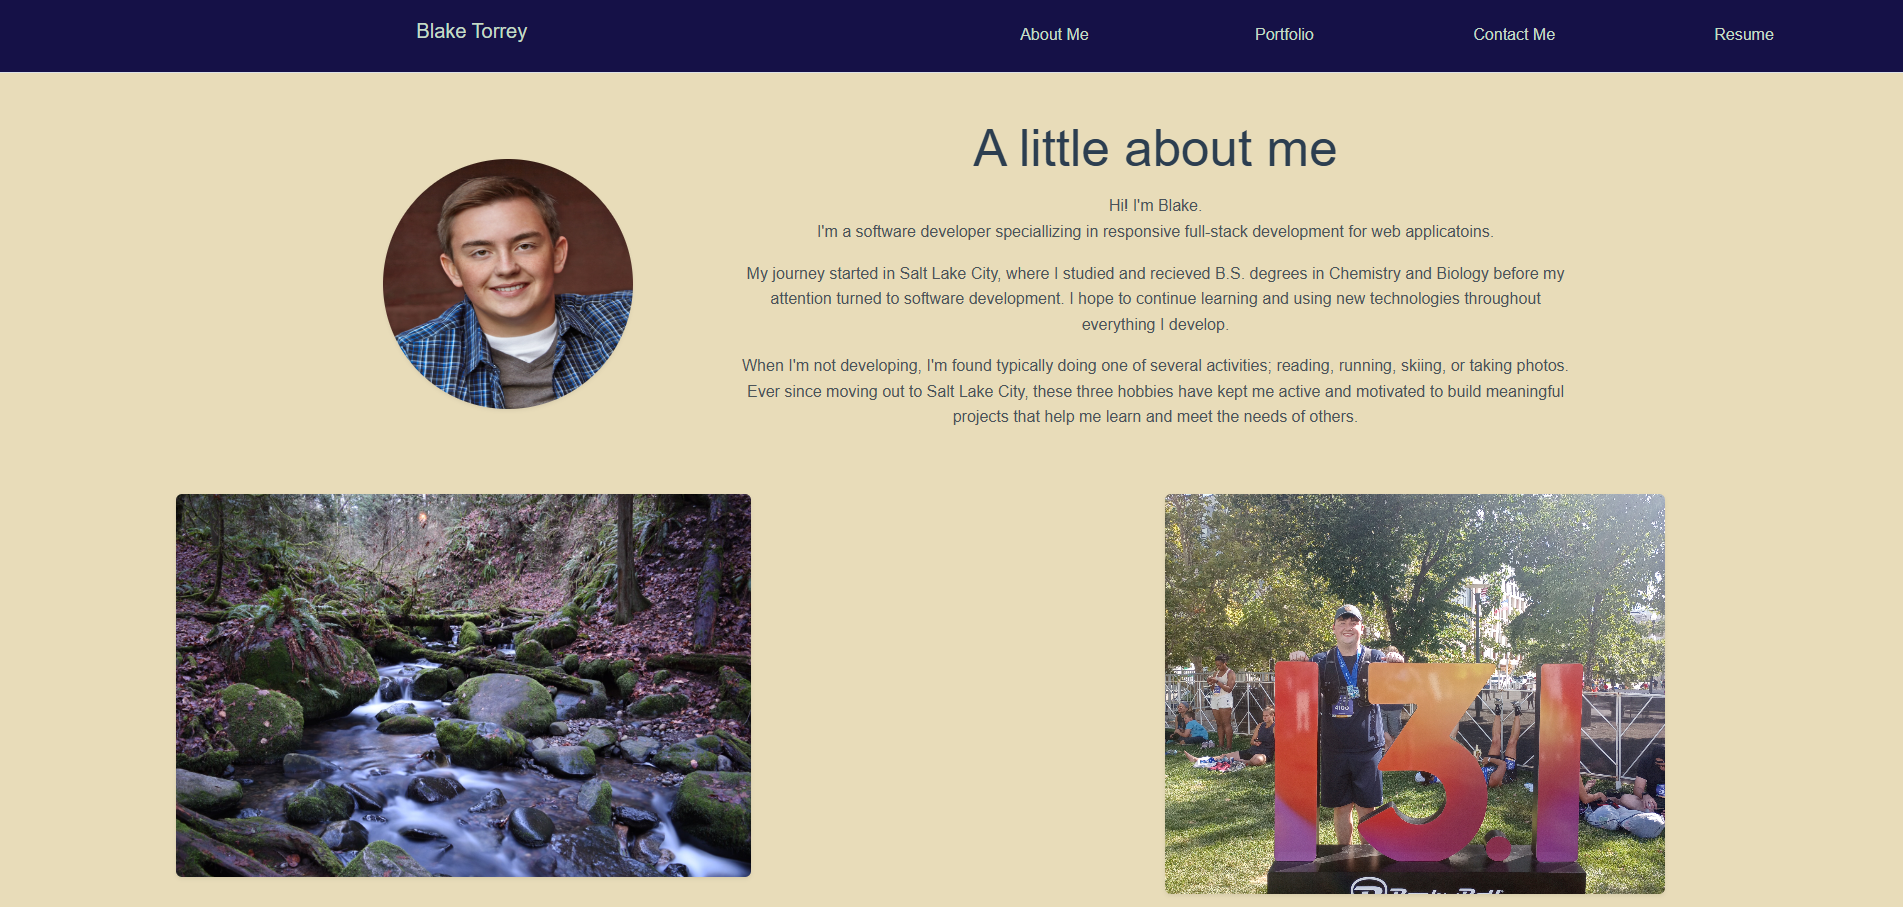 Blake Torrey
About Me
Portfolio
Contact Me
Resume
A little about me
Hi! I'm Blake.
I'm a software developer speciallizing in responsive full-stack development for web applicatoins.
My journey started in Salt Lake City, where I studied and recieved B.S. degrees in Chemistry and Biology before my
attention turned to software development. I hope to continue learning and using new technologies throughout
everything I develop.
When I'm not developing, I'm found typically doing one of several activities; reading, running, skiing, or taking photos.
Ever since moving out to Salt Lake City, these three hobbies have kept me active and motivated to build meaningful
projects that help me learn and meet the needs of others.
4100
13.1